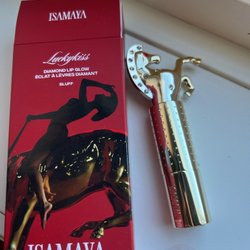 ISAMAYA
Luckykiss
DIAMOND LIP GLOW
ÉCLAT À LÈVRES DIAMANT
BLUFF
ISAMAYA